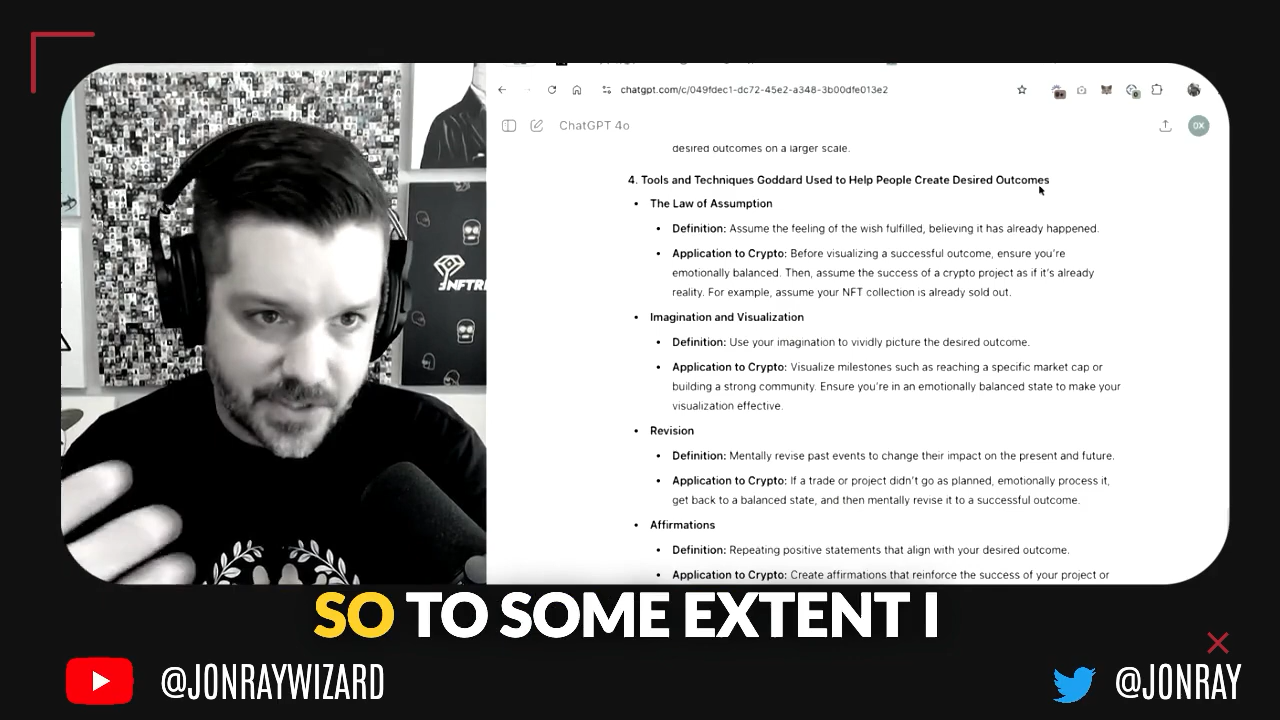 chatgpt.com/c/049fdec1-dc72-45e2-a348-3b00dfe013e2
ChatGPT 4o
OX
desired outcomes on a larger scale.
4. Tools and Techniques Goddard Used to Help People Create Desired Outcomes
• The Law of Assumption
• Definition: Assume the feeling of the wish fulfilled, believing it has already happened.
• Application to Crypto: Before visualizing a successful outcome, ensure you're
emotionally balanced. Then, assume the success of a crypto project as if it's already
reality. For example, assume your NFT collection is already sold out.
• Imagination and Visualization
• Definition: Use your imagination to vividly picture the desired outcome.
• Application to Crypto: Visualize milestones such as reaching a specific market cap or
building a strong community. Ensure you're in an emotionally balanced state to make your
visualization effective.
• Revision
• Definition: Mentally revise past events to change their impact on the present and future.
• Application to Crypto: If a trade or project didn't go as planned, emotionally process it,
get back to a balanced state, and then mentally revise it to a successful outcome.
• Affirmations
• Definition: Repeating positive statements that align with your desired outcome.
• Application to Crypto: Create affirmations that reinforce the success of your project or
SO TO SOME EXTENT I
@JONRAYWIZARD
@JONRAY